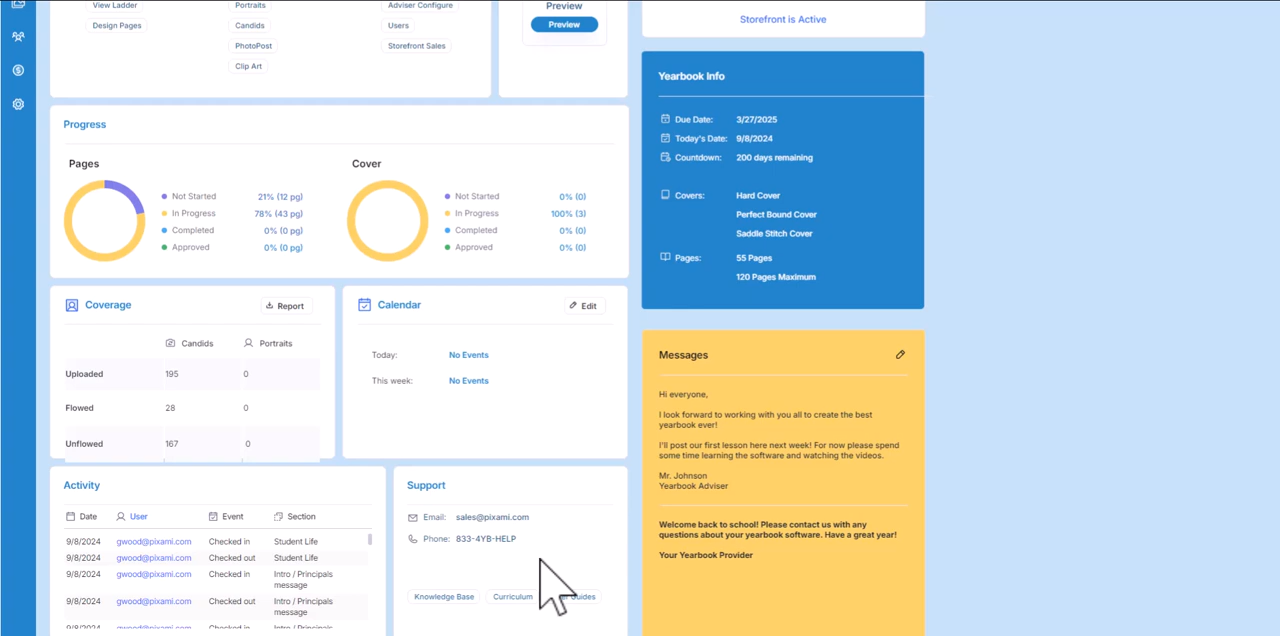 View Ladder
Design Pages
Portraits
Candids
PhotoPost
Clip Art
Adviser Configure
Users
Storefront Sales
Preview
Preview
Storefront is Active
Progress
Pages
Not Started 21% (12 pg)
In Progress 78% (43 pg)
Completed 0% (0 pg)
Approved 0% (0 pg)
Cover
Not Started 0% (0)
In Progress 100% (3)
Completed 0% (0)
Approved 0% (0)
Yearbook Info
Due Date: 3/27/2025
Today's Date: 9/8/2024
Countdown: 200 days remaining
Covers: Hard Cover
Perfect Bound Cover
Saddle Stitch Cover
Pages: 55 Pages
120 Pages Maximum
Coverage Report
Candids Portraits
Uploaded 195 0
Flowed 28 0
Unflowed 167 0
Calendar Edit
Today: No Events
This week: No Events
Messages
Hi everyone,
I look forward to working with you all to create the best
yearbook ever!
I'll post our first lesson here next week! For now please spend
some time learning the software and watching the videos.
Mr. Johnson
Yearbook Adviser
Welcome back to school! Please contact us with any
questions about your yearbook software. Have a great year!
Your Yearbook Provider
Activity
Date User Event Section
9/8/2024 gwood@pixami.com Checked in Student Life
9/8/2024 gwood@pixami.com Checked out Student Life
9/8/2024 gwood@pixami.com Checked in Intro / Principals
message
9/8/2024 gwood@pixami.com Checked out Intro / Principals
message
9/8/2024 gwood@pixami.com Checked in Intro / Principals
Support
Email: sales@pixami.com
Phone: 833-4YB-HELP
Knowledge Base
Curriculum
Guides